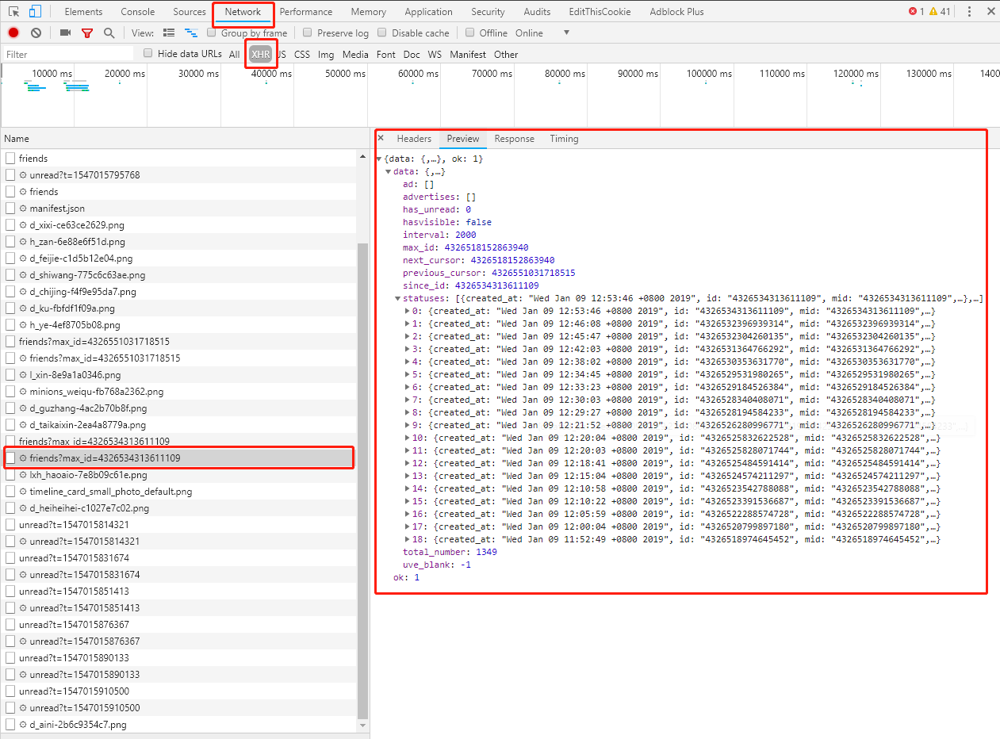 Elements Console Sources Network Performance Memory Application Security Audits EditThisCookie Adblock Plus 1 41
View: Group by frame Preserve log Disable cache Offline Online
Filter Hide data URLs All XHR JS CSS Img Media Font Doc WS Manifest Other
10000 ms 20000 ms 30000 ms 40000 ms 50000 ms 60000 ms 70000 ms 80000 ms 90000 ms 100000 ms 110000 ms 120000 ms 130000 ms 1400
Name
friends
unread?t=1547015795768
friends
manifest.json
d_xixi-ce63ce2629.png
h_zan-6e88e6f51d.png
d_feijie-c1d5b12e04.png
d_shiwang-775c6c63ae.png
d_chijing-f4f9e95da7.png
d_ku-fbfdf1f09a.png
h_ye-4ef8705b08.png
friends?max_id=4326551031718515
friends?max_id=4326551031718515
l_xin-8e9a1a0346.png
minions_weiqu-fb768a2362.png
d_guzhang-4ac2b70b8f.png
d_taikaixin-2ea4a8779a.png
friends?max_id=4326534313611109
friends?max_id=4326534313611109
lxh_haoaio-7e8b09c61e.png
timeline_card_small_photo_default.png
d_heiheihei-c1027e7c02.png
unread?t=1547015814321
unread?t=1547015814321
unread?t=1547015831674
unread?t=1547015831674
unread?t=1547015851413
unread?t=1547015851413
unread?t=1547015876367
unread?t=1547015876367
unread?t=1547015890133
unread?t=1547015890133
unread?t=1547015910500
unread?t=1547015910500
d_aini-2b6c9354c7.png
Headers Preview Response Timing
{data: {,…}, ok: 1}
data: {,…}
ad: []
advertises: []
has_unread: 0
hasvisible: false
interval: 2000
max_id: 4326518152863940
next_cursor: 4326518152863940
previous_cursor: 4326551031718515
since_id: 4326534313611109
statuses: [{created_at: "Wed Jan 09 12:53:46 +0800 2019", id: "4326534313611109", mid: "4326534313611109",…},…]
0: {created_at: "Wed Jan 09 12:53:46 +0800 2019", id: "4326534313611109", mid: "4326534313611109",…}
1: {created_at: "Wed Jan 09 12:46:08 +0800 2019", id: "4326532396939314", mid: "4326532396939314",…}
2: {created_at: "Wed Jan 09 12:45:47 +0800 2019", id: "4326532304260135", mid: "4326532304260135",…}
3: {created_at: "Wed Jan 09 12:42:03 +0800 2019", id: "4326531364766292", mid: "4326531364766292",…}
4: {created_at: "Wed Jan 09 12:38:02 +0800 2019", id: "4326530353631770", mid: "4326530353631770",…}
5: {created_at: "Wed Jan 09 12:34:45 +0800 2019", id: "4326529531980265", mid: "4326529531980265",…}
6: {created_at: "Wed Jan 09 12:33:23 +0800 2019", id: "4326529184526384", mid: "4326529184526384",…}
7: {created_at: "Wed Jan 09 12:30:03 +0800 2019", id: "4326528340408071", mid: "4326528340408071",…}
8: {created_at: "Wed Jan 09 12:29:27 +0800 2019", id: "4326528194584233", mid: "4326528194584233",…}
9: {created_at: "Wed Jan 09 12:21:52 +0800 2019", id: "4326526280996771", mid: "4326526280996771",…}
10: {created_at: "Wed Jan 09 12:20:04 +0800 2019", id: "4326525832622528", mid: "4326525832622528",…}
11: {created_at: "Wed Jan 09 12:20:03 +0800 2019", id: "4326525828071744", mid: "4326525828071744",…}
12: {created_at: "Wed Jan 09 12:18:41 +0800 2019", id: "4326525484591414", mid: "4326525484591414",…}
13: {created_at: "Wed Jan 09 12:15:04 +0800 2019", id: "4326524574211297", mid: "4326524574211297",…}
14: {created_at: "Wed Jan 09 12:10:58 +0800 2019", id: "4326523542788088", mid: "4326523542788088",…}
15: {created_at: "Wed Jan 09 12:10:22 +0800 2019", id: "4326523391536687", mid: "4326523391536687",…}
16: {created_at: "Wed Jan 09 12:05:59 +0800 2019", id: "4326522288574728", mid: "4326522288574728",…}
17: {created_at: "Wed Jan 09 12:00:04 +0800 2019", id: "4326520799897180", mid: "4326520799897180",…}
18: {created_at: "Wed Jan 09 11:52:49 +0800 2019", id: "4326518974645452", mid: "4326518974645452",…}
total_number: 1349
uve_blank: -1
ok: 1